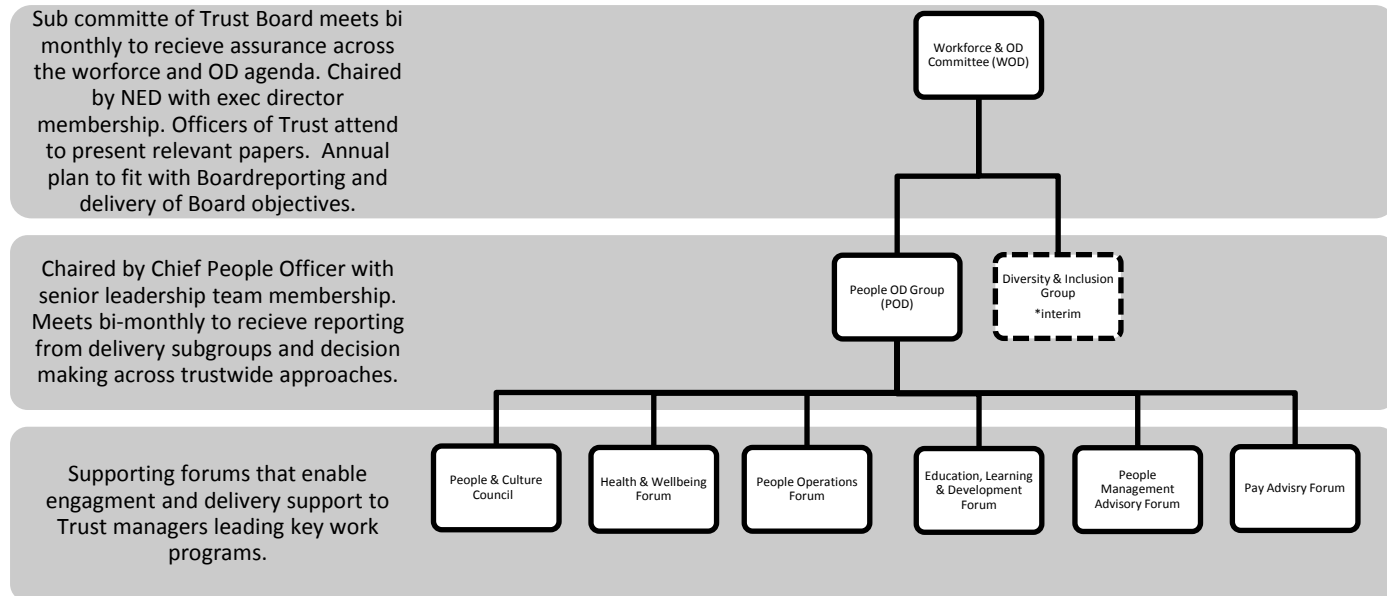 Sub committe of Trust Board meets bi
monthly to recieve assurance across
the worforce and OD agenda. Chaired
by NED with exec director
membership. Officers of Trust attend
to present relevant papers.  Annual
plan to fit with Boardreporting and
delivery of Board objectives.
Workforce & OD
Committee (WOD)
Chaired by Chief People Officer with
senior leadership team membership.
Meets bi-monthly to recieve reporting
from delivery subgroups and decision
making across trustwide approaches.
People OD Group
(POD)
Diversity & Inclusion
Group
*interim
Supporting forums that enable
engagment and delivery support to
Trust managers leading key work
programs.
People & Culture
Council
Health & Wellbeing
Forum
People Operations
Forum
Education, Learning
& Development
Forum
People
Management
Advisory Forum
Pay Advisry Forum